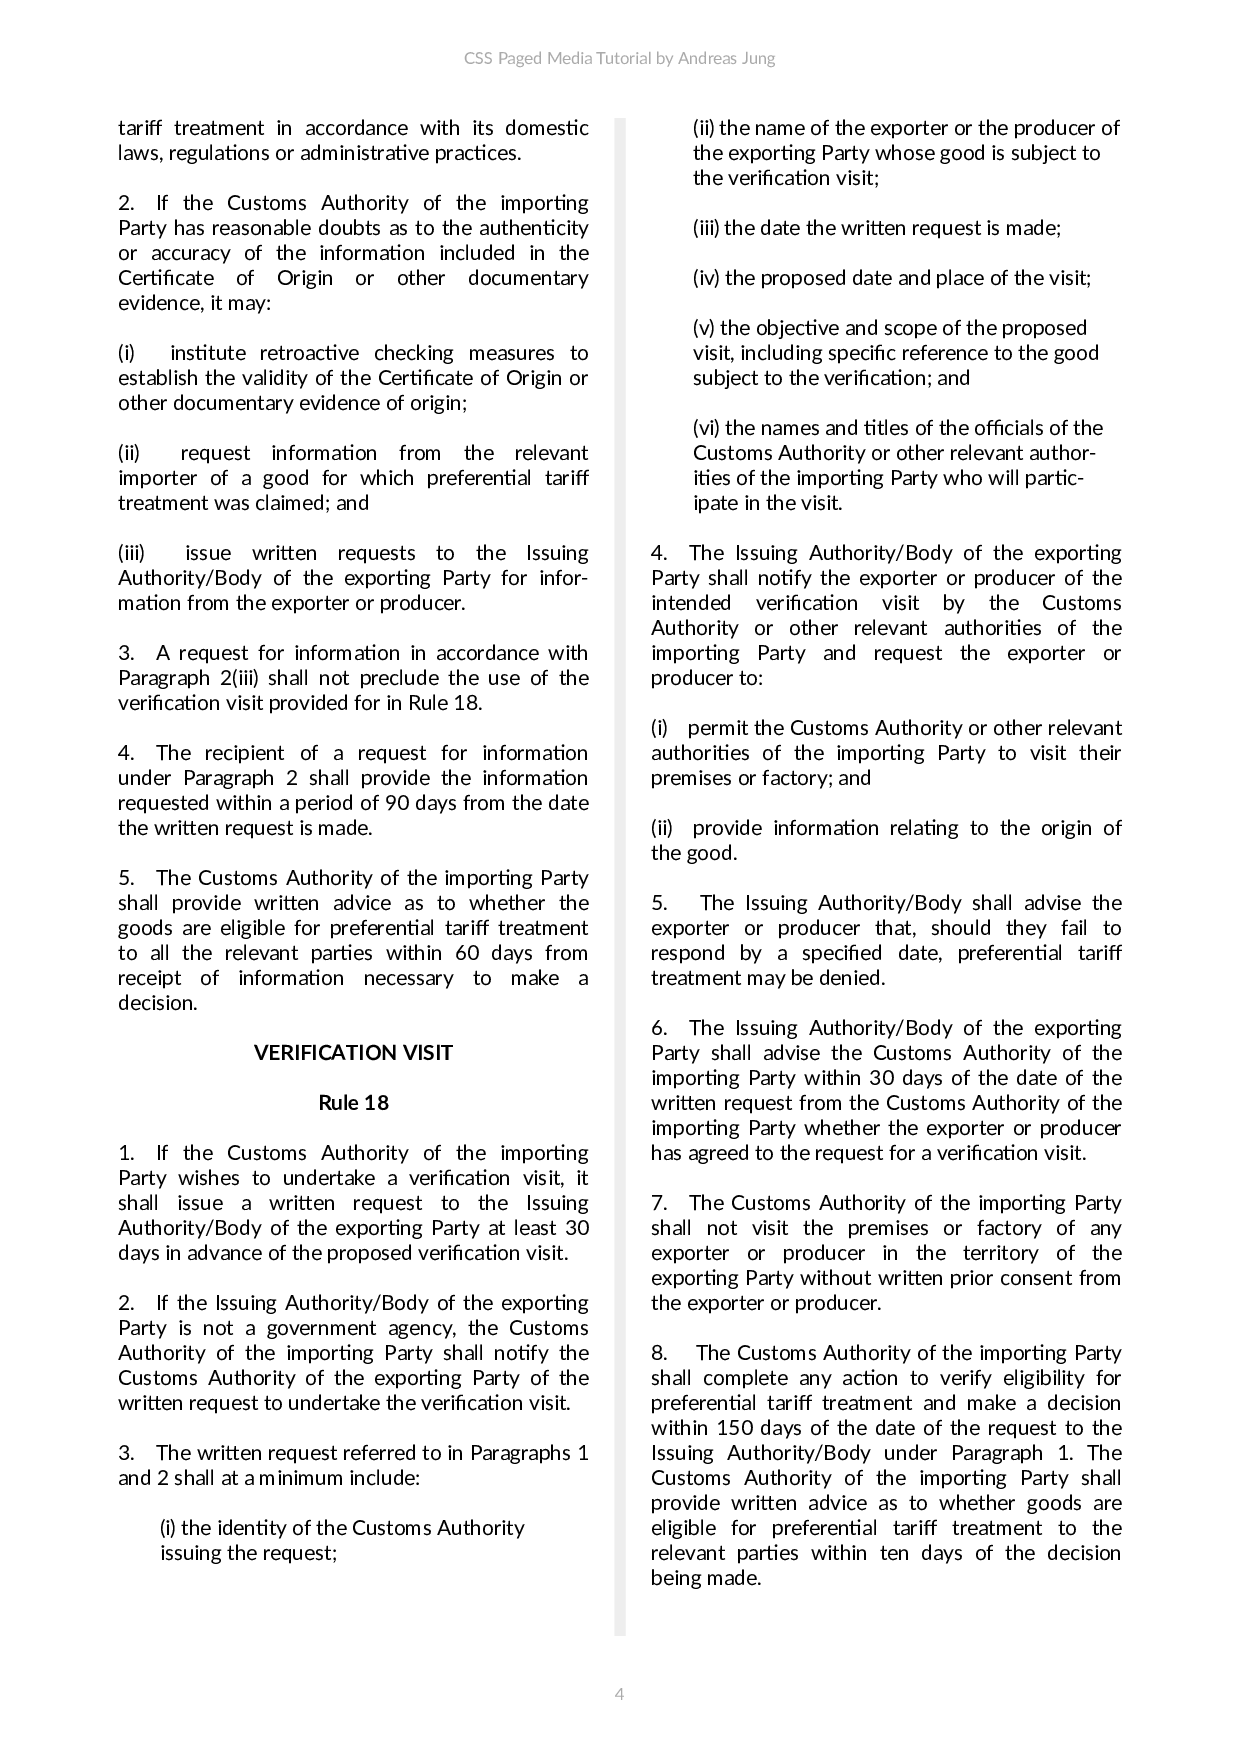 CSS Paged Media Tutorial by Andreas Jung
tariff treatment in accordance with its domestic
laws, regulations or administrative practices.
2. If the Customs Authority of the importing
Party has reasonable doubts as to the authenticity
or accuracy of the information included in the
Certificate of Origin or other documentary
evidence, it may:
(i) institute retroactive checking measures to
establish the validity of the Certificate of Origin or
other documentary evidence of origin;
(ii) request information from the relevant
importer of a good for which preferential tariff
treatment was claimed; and
(iii) issue written requests to the Issuing
Authority/Body of the exporting Party for infor-
mation from the exporter or producer.
3. A request for information in accordance with
Paragraph 2(iii) shall not preclude the use of the
verification visit provided for in Rule 18.
4. The recipient of a request for information
under Paragraph 2 shall provide the information
requested within a period of 90 days from the date
the written request is made.
5. The Customs Authority of the importing Party
shall provide written advice as to whether the
goods are eligible for preferential tariff treatment
to all the relevant parties within 60 days from
receipt of information necessary to make a
decision.
VERIFICATION VISIT
Rule 18
1. If the Customs Authority of the importing
Party wishes to undertake a verification visit, it
shall issue a written request to the Issuing
Authority/Body of the exporting Party at least 30
days in advance of the proposed verification visit.
2. If the Issuing Authority/Body of the exporting
Party is not a government agency, the Customs
Authority of the importing Party shall notify the
Customs Authority of the exporting Party of the
written request to undertake the verification visit.
3. The written request referred to in Paragraphs 1
and 2 shall at a minimum include:
(i) the identity of the Customs Authority
issuing the request;
(ii) the name of the exporter or the producer of
the exporting Party whose good is subject to
the verification visit;
(iii) the date the written request is made;
(iv) the proposed date and place of the visit;
(v) the objective and scope of the proposed
visit, including specific reference to the good
subject to the verification; and
(vi) the names and titles of the officials of the
Customs Authority or other relevant author-
ities of the importing Party who will partic-
ipate in the visit.
4. The Issuing Authority/Body of the exporting
Party shall notify the exporter or producer of the
intended verification visit by the Customs
Authority or other relevant authorities of the
importing Party and request the exporter or
producer to:
(i) permit the Customs Authority or other relevant
authorities of the importing Party to visit their
premises or factory; and
(ii) provide information relating to the origin of
the good.
5. The Issuing Authority/Body shall advise the
exporter or producer that, should they fail to
respond by a specified date, preferential tariff
treatment may be denied.
6. The Issuing Authority/Body of the exporting
Party shall advise the Customs Authority of the
importing Party within 30 days of the date of the
written request from the Customs Authority of the
importing Party whether the exporter or producer
has agreed to the request for a verification visit.
7. The Customs Authority of the importing Party
shall not visit the premises or factory of any
exporter or producer in the territory of the
exporting Party without written prior consent from
the exporter or producer.
8. The Customs Authority of the importing Party
shall complete any action to verify eligibility for
preferential tariff treatment and make a decision
within 150 days of the date of the request to the
Issuing Authority/Body under Paragraph 1. The
Customs Authority of the importing Party shall
provide written advice as to whether goods are
eligible for preferential tariff treatment to the
relevant parties within ten days of the decision
being made.
4